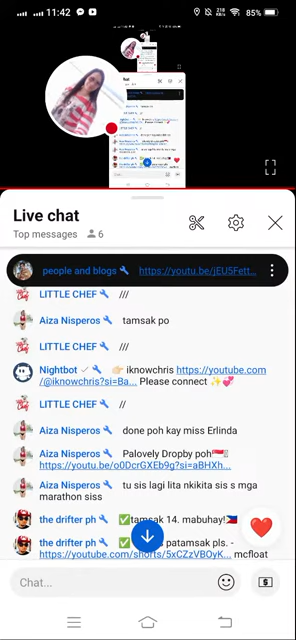 11:42
218 KB/s
85%
Live chat
Top messages 6
people and blogs https://youtu.be/jEU5Fett...
LITTLE CHEF ///
Aiza Nisperos tamsak po
LITTLE CHEF ///
Nightbot ✓ 👉🏻 iknowchris https://youtube.com
/@iknowchris?si=Ba... Please connect ✨💞
LITTLE CHEF //
Aiza Nisperos done poh kay miss Erlinda
Aiza Nisperos Palovely Dropby poh
https://youtu.be/o0DcrGXEb9g?si=aBHXh...
Aiza Nisperos tu sis lagi lita nkikita sis s mga
marathon siss
the drifter ph ✅tamsak 14. mabuhay!🇵🇭
the drifter ph patamsak pls. -
https://youtube.com/shorts/5xCZzVBOyK... mcfloat
Chat...